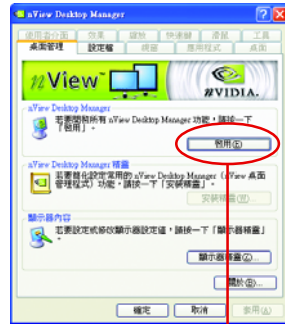 nView Desktop Manager
使用者介面 效果 縮放 快速鍵 滑鼠 工具
桌面管理 設定檔 視窗 應用程式 桌面
nView™
nVIDIA.
nView Desktop Manager
若要開啟所有 nView Desktop Manager 功能，請按一下
「啟用」。
啟用(E)
nView Desktop Manager 精靈
若要簡化設定常用的 nView Desktop Manager (nView 桌面
管理程式) 功能，請按一下「安裝精靈」。
安裝精靈(W)...
顯示器內容
若要設定或修改顯示器設定值，請按一下「顯示器精靈」
。
顯示器精靈(Z)...
關於(B)...
確定 取消 套用(A)